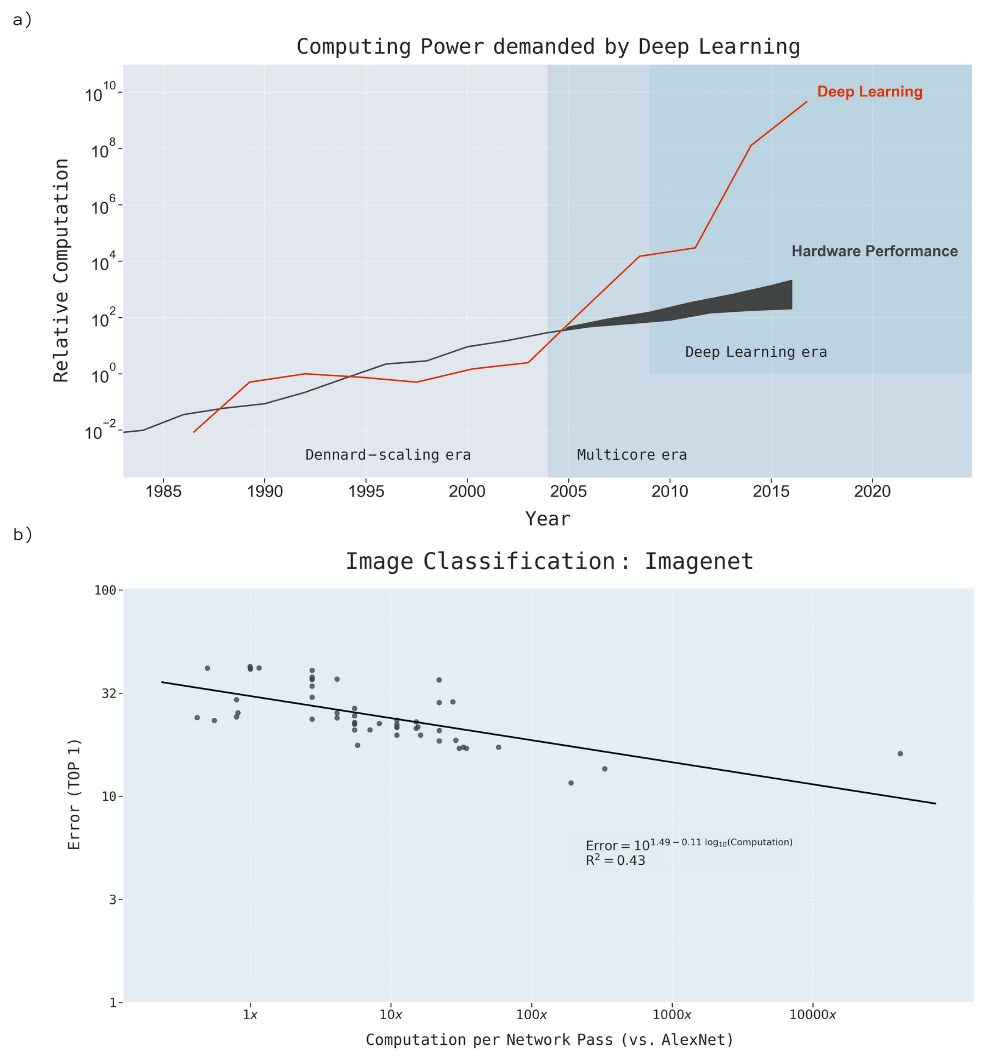 a)
Computing Power demanded by Deep Learning
Relative Computation
10^10
10^8
10^6
10^4
10^2
10^0
10^−2
Deep Learning
Hardware Performance
Deep Learning era
Dennard-scaling era
Multicore era
1985 1990 1995 2000 2005 2010 2015 2020
Year
b)
Image Classification: Imagenet
Error (TOP 1)
100
32
10
3
1
Error = 10^1.49 − 0.11 log₁₀(Computation)
R² = 0.43
1x 10x 100x 1000x 10000x
Computation per Network Pass (vs. AlexNet)